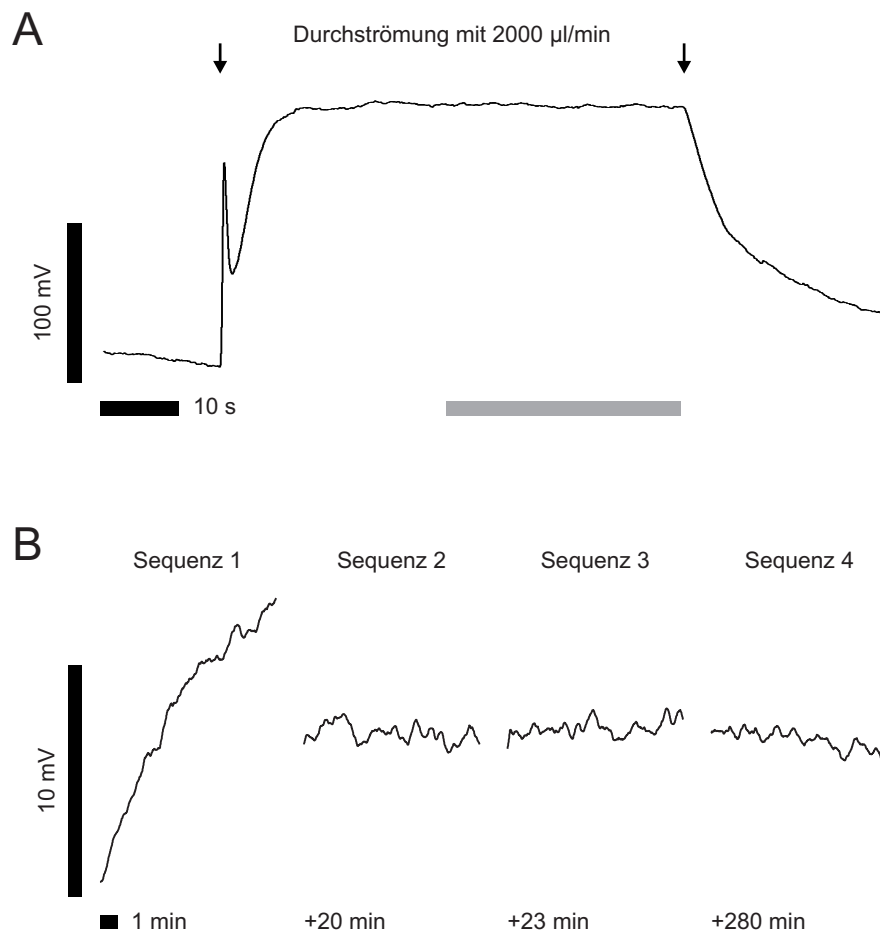 A
Durchströmung mit 2000 µl/min
100 mV
10 s
B
Sequenz 1 Sequenz 2 Sequenz 3 Sequenz 4
10 mV
1 min +20 min +23 min +280 min